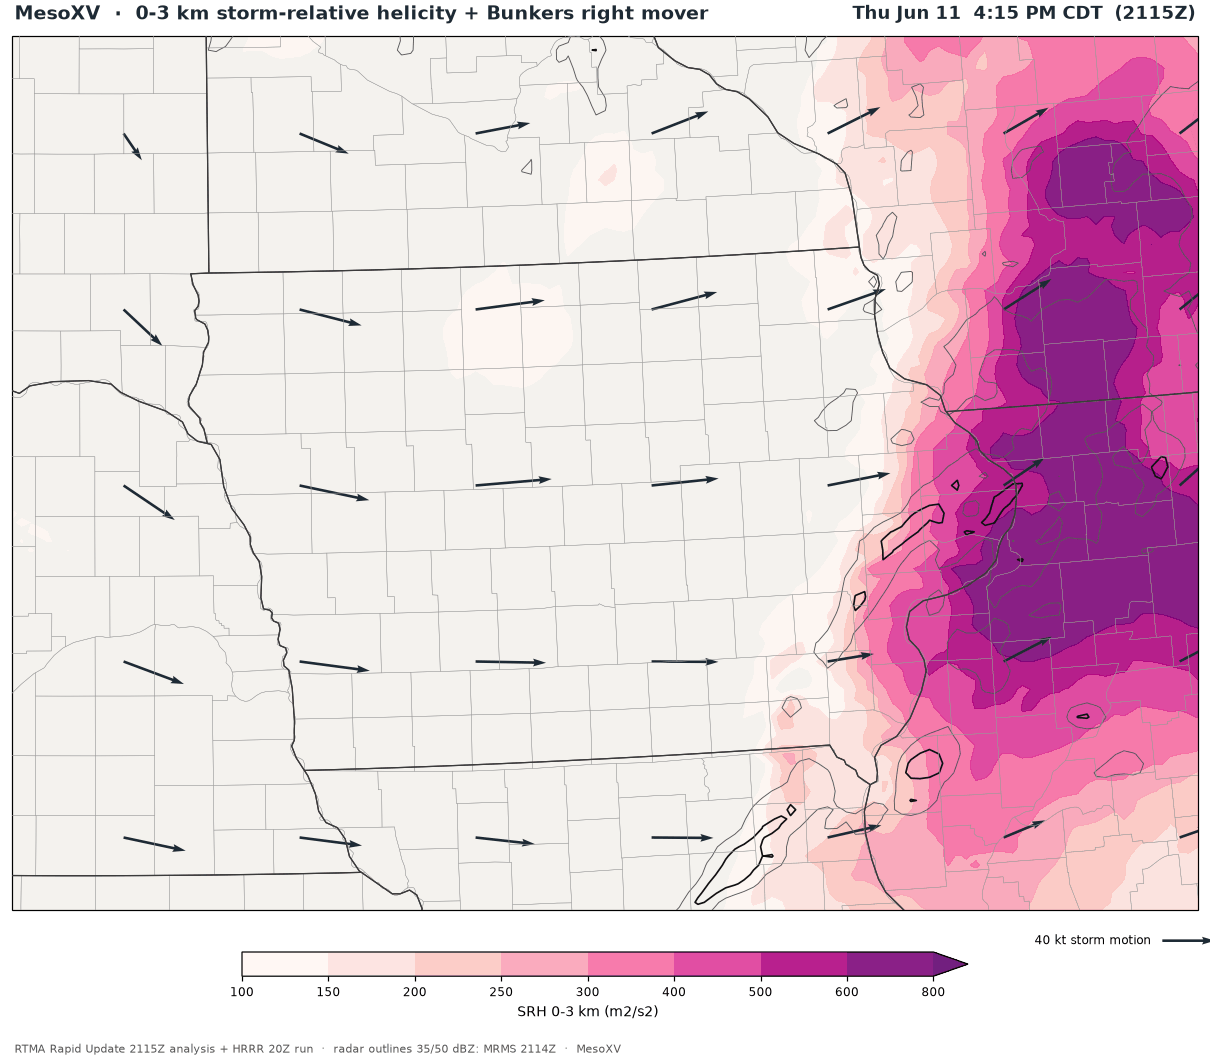 MesoXV · 0-3 km storm-relative helicity + Bunkers right mover
Thu Jun 11 4:15 PM CDT (2115Z)
40 kt storm motion
100 150 200 250 300 400 500 600 800
SRH 0-3 km (m2/s2)
RTMA Rapid Update 2115Z analysis + HRRR 20Z run · radar outlines 35/50 dBZ: MRMS 2114Z · MesoXV